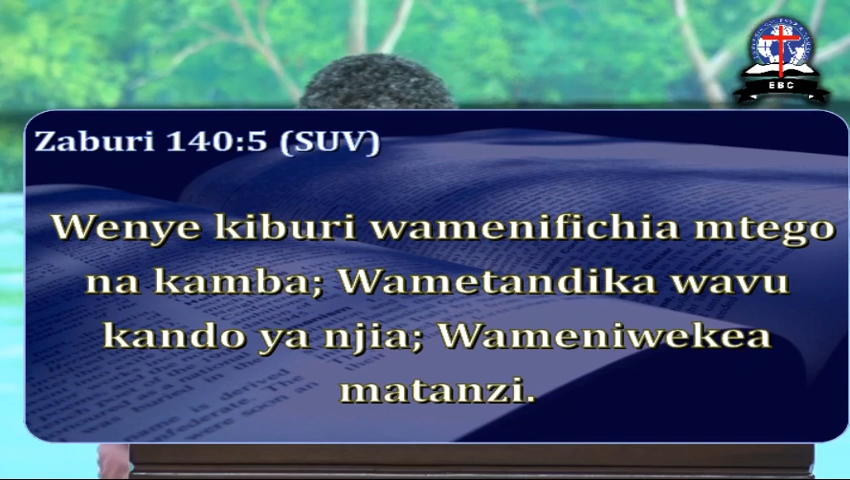 EBC
Zaburi 140:5 (SUV)
Wenye kiburi wamenifichia mtego
na kamba; Wametandika wavu
kando ya njia; Wameniwekea
matanzi.